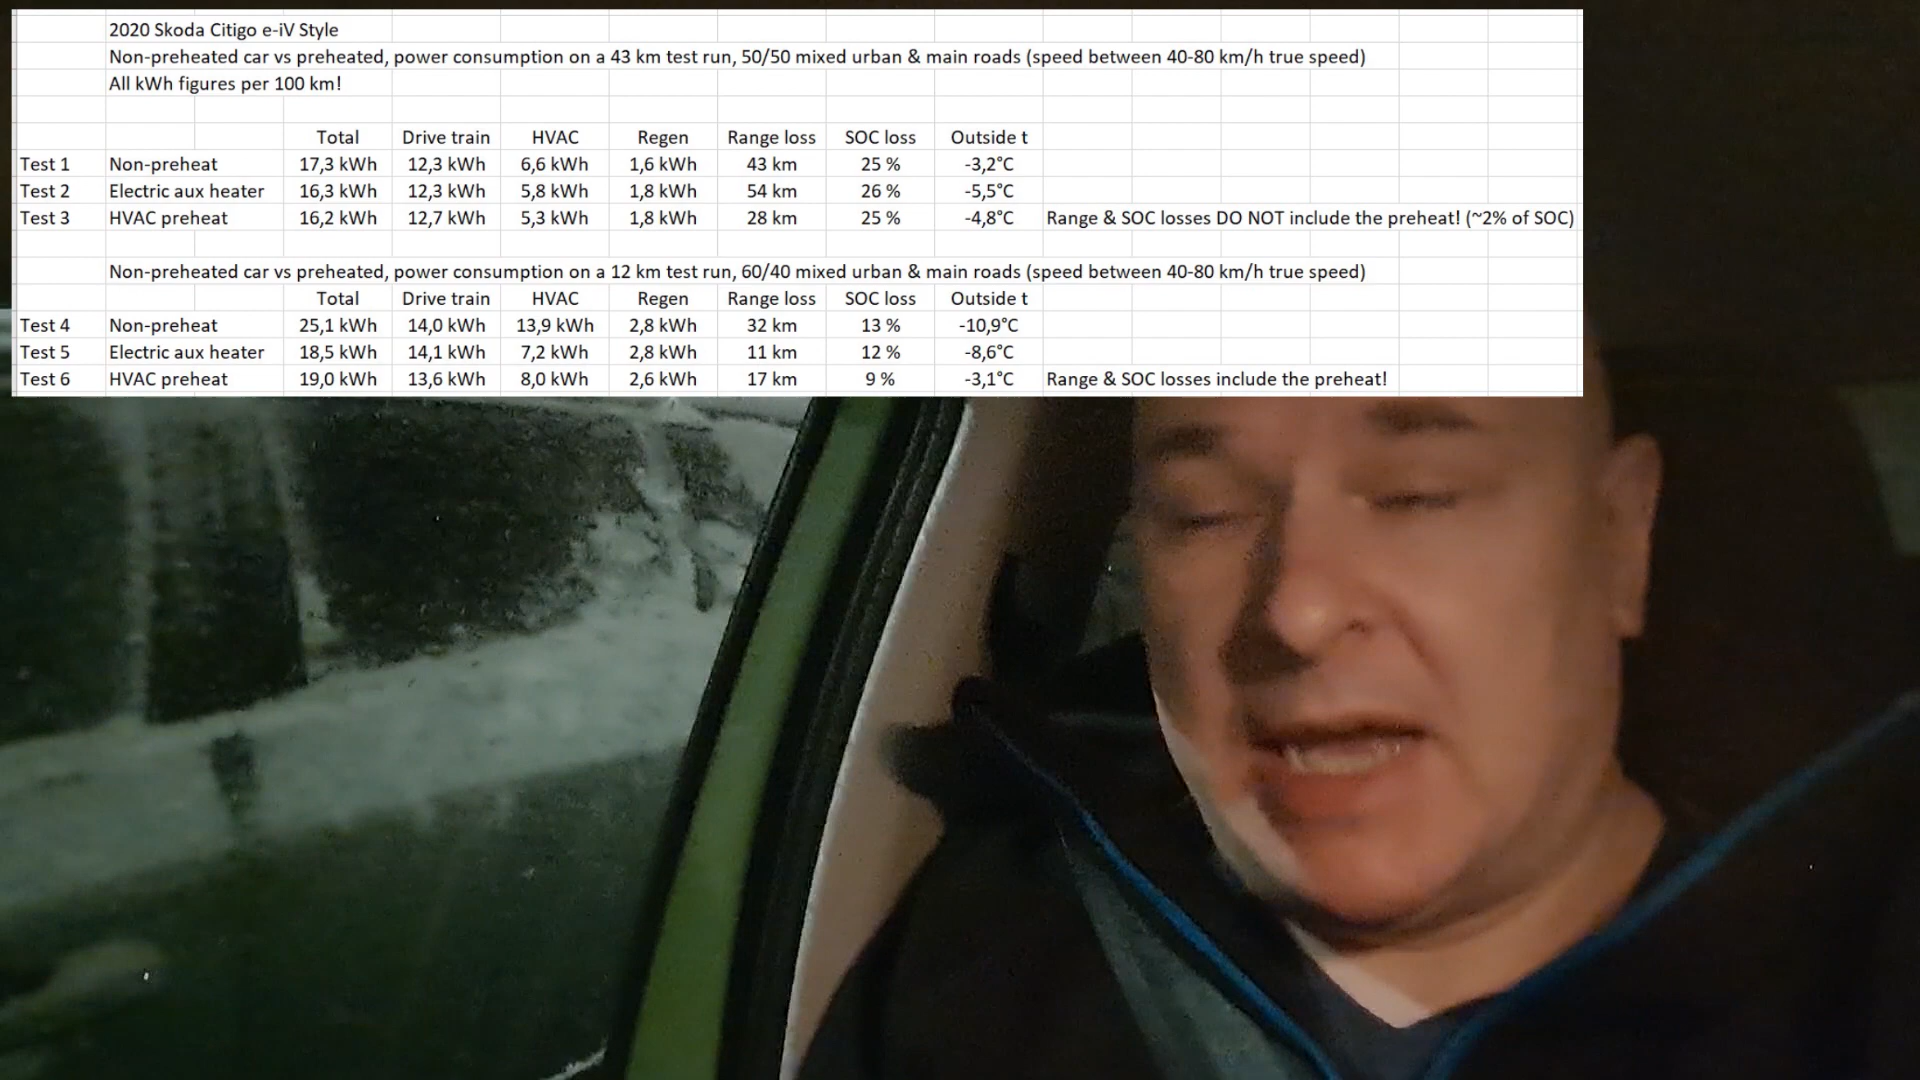 2020 Skoda Citigo e-iV Style
Non-preheated car vs preheated, power consumption on a 43 km test run, 50/50 mixed urban & main roads (speed between 40-80 km/h true speed)
All kWh figures per 100 km!
Total Drive train HVAC Regen Range loss SOC loss Outside t
Test 1 Non-preheat 17,3 kWh 12,3 kWh 6,6 kWh 1,6 kWh 43 km 25 % -3,2°C
Test 2 Electric aux heater 16,3 kWh 12,3 kWh 5,8 kWh 1,8 kWh 54 km 26 % -5,5°C
Test 3 HVAC preheat 16,2 kWh 12,7 kWh 5,3 kWh 1,8 kWh 28 km 25 % -4,8°C Range & SOC losses DO NOT include the preheat! (~2% of SOC)
Non-preheated car vs preheated, power consumption on a 12 km test run, 60/40 mixed urban & main roads (speed between 40-80 km/h true speed)
Total Drive train HVAC Regen Range loss SOC loss Outside t
Test 4 Non-preheat 25,1 kWh 14,0 kWh 13,9 kWh 2,8 kWh 32 km 13 % -10,9°C
Test 5 Electric aux heater 18,5 kWh 14,1 kWh 7,2 kWh 2,8 kWh 11 km 12 % -8,6°C
Test 6 HVAC preheat 19,0 kWh 13,6 kWh 8,0 kWh 2,6 kWh 17 km 9 % -3,1°C Range & SOC losses include the preheat!